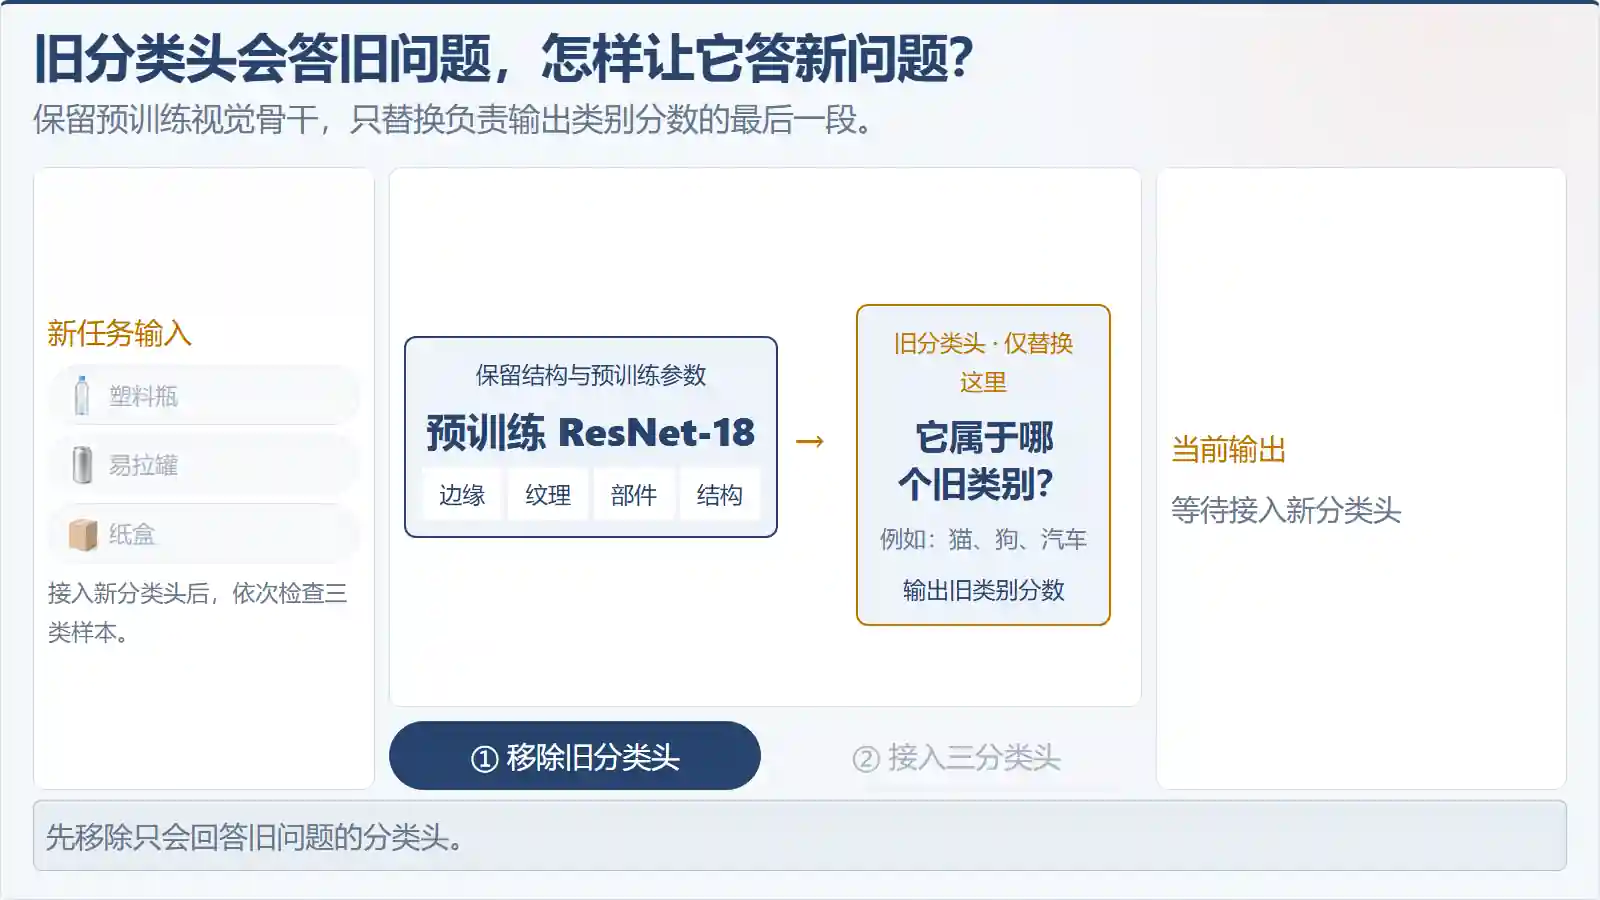 旧分类头会答旧问题，怎样让它答新问题？
保留预训练视觉骨干，只替换负责输出类别分数的最后一段。
新任务输入
塑料瓶
易拉罐
纸盒
接入新分类头后，依次检查三
类样本。
保留结构与预训练参数
预训练 ResNet-18
边缘 纹理 部件 结构
→
旧分类头 · 仅替换
这里
它属于哪
个旧类别？
例如：猫、狗、汽车
输出旧类别分数
① 移除旧分类头
② 接入三分类头
当前输出
等待接入新分类头
先移除只会回答旧问题的分类头。